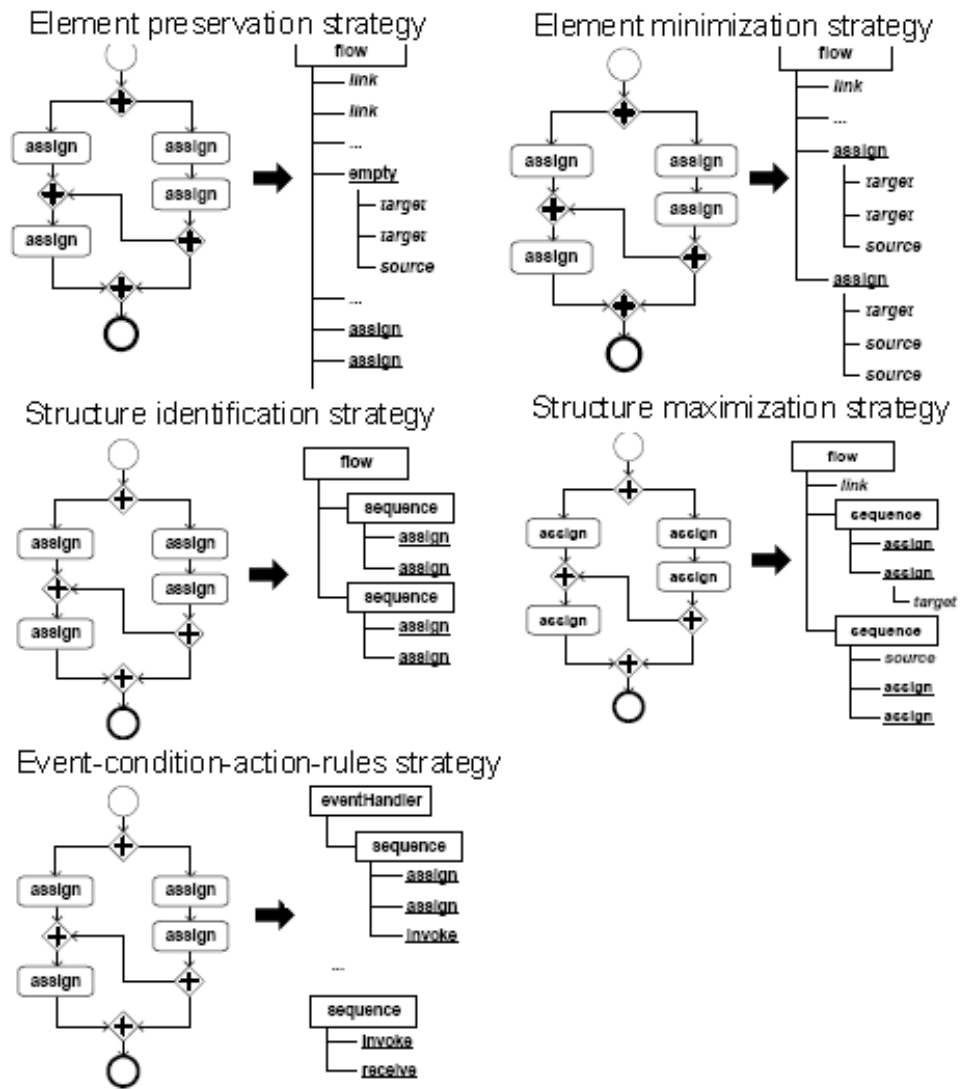 Element preservation strategy
assign
assign
assign
assign
flow
link
link
...
empty
target
target
source
...
assign
assign
Element minimization strategy
assign
assign
assign
assign
flow
link
...
assign
target
target
source
assign
target
source
source
Structure identification strategy
assign
assign
assign
assign
flow
sequence
assign
assign
sequence
assign
assign
Structure maximization strategy
assign
assign
assign
assign
flow
link
sequence
assign
assign
target
sequence
source
assign
assign
Event-condition-action-rules strategy
assign
assign
assign
assign
eventHandler
sequence
assign
assign
invoke
...
sequence
invoke
receive